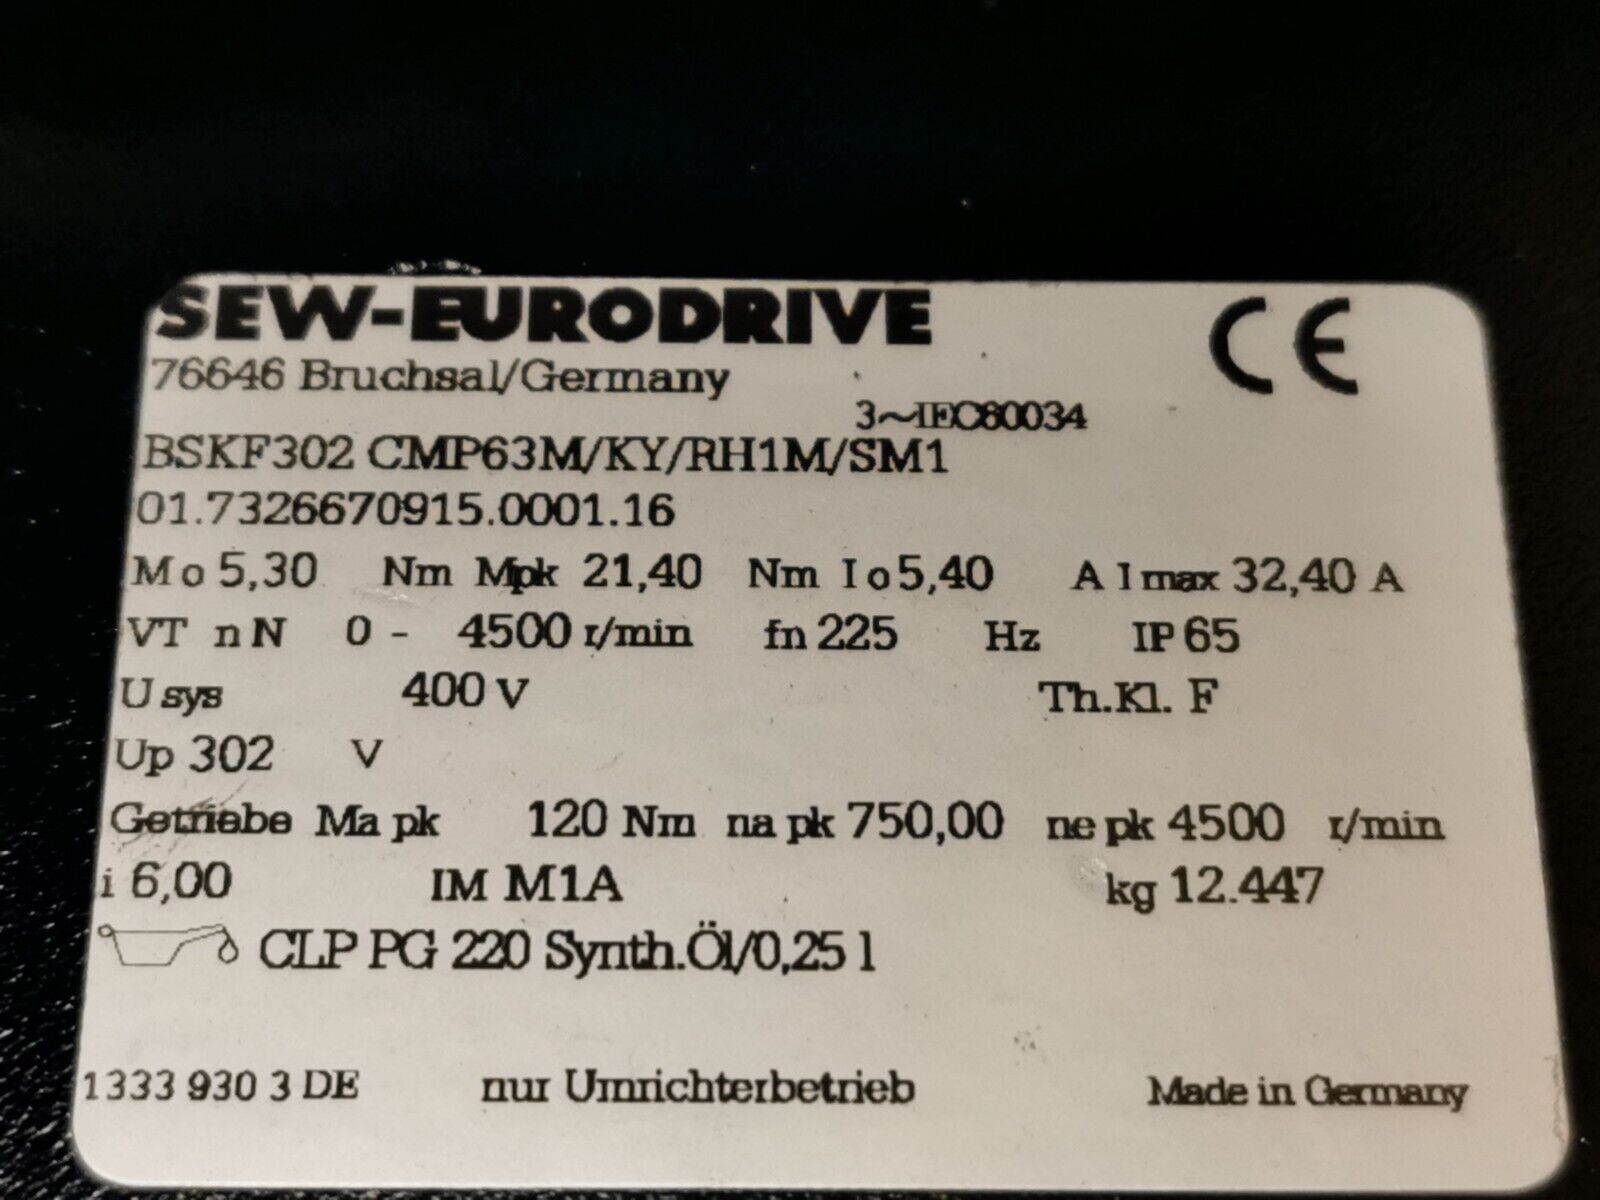 SEW-EURODRIVE CE
76646 Bruchsal/Germany
3~IEC60034
BSKF302 CMP63M/KY/RH1M/SM1
01.7326670915.0001.16
Mo 5,30 Nm Mpk 21,40 Nm Io 5,40 A Imax 32,40 A
VT nN 0 - 4500 r/min fn 225 Hz IP 65
Usys 400 V Th.Kl. F
Up 302 V
Getriebe Ma pk 120 Nm na pk 750,00 ne pk 4500 r/min
i 6,00 IM M1A kg 12.447
CLP PG 220 Synth.Öl/0,25 l
1333 930 3 DE nur Umrichterbetrieb Made in Germany